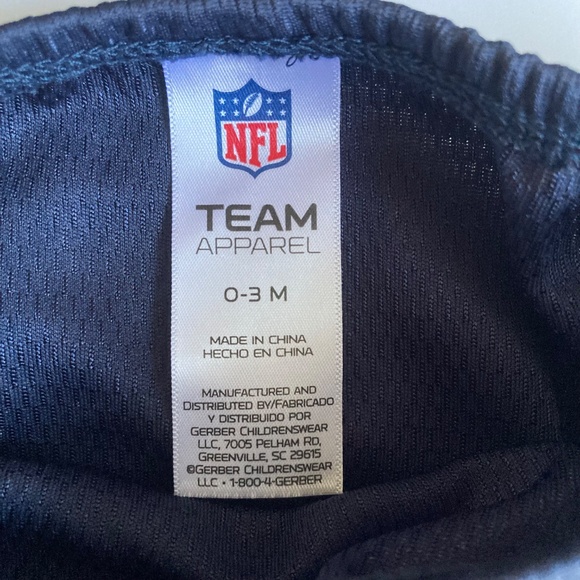 NFL
TEAM
APPAREL
0-3 M
MADE IN CHINA
HECHO EN CHINA
MANUFACTURED AND
DISTRIBUTED BY/FABRICADO
Y DISTRIBUIDO POR
GERBER CHILDRENSWEAR
LLC, 7005 PELHAM RD,
GREENVILLE, SC 29615
©GERBER CHILDRENSWEAR
LLC • 1-800-4-GERBER